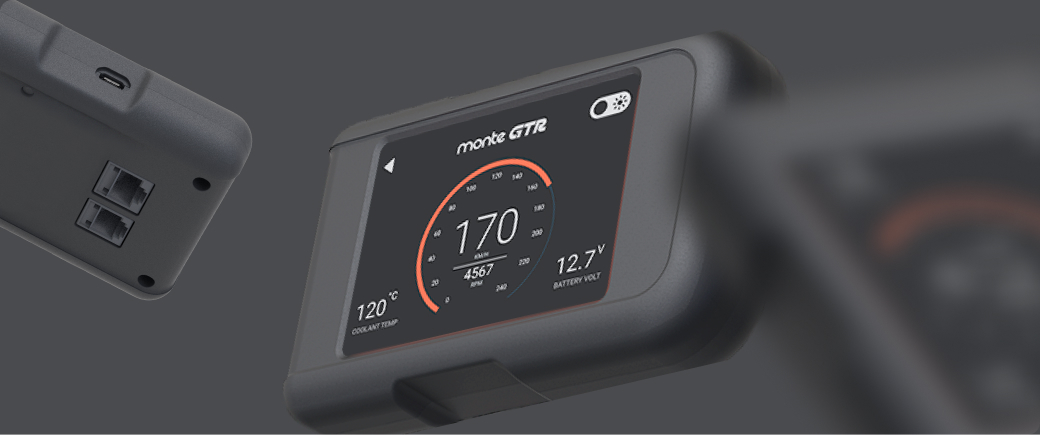 monte GTR
0
20
40
60
80
100
120
140
160
180
200
220
240
170
KM/H
4567
RPM
120°C
COOLANT TEMP
12.7V
BATTERY VOLT